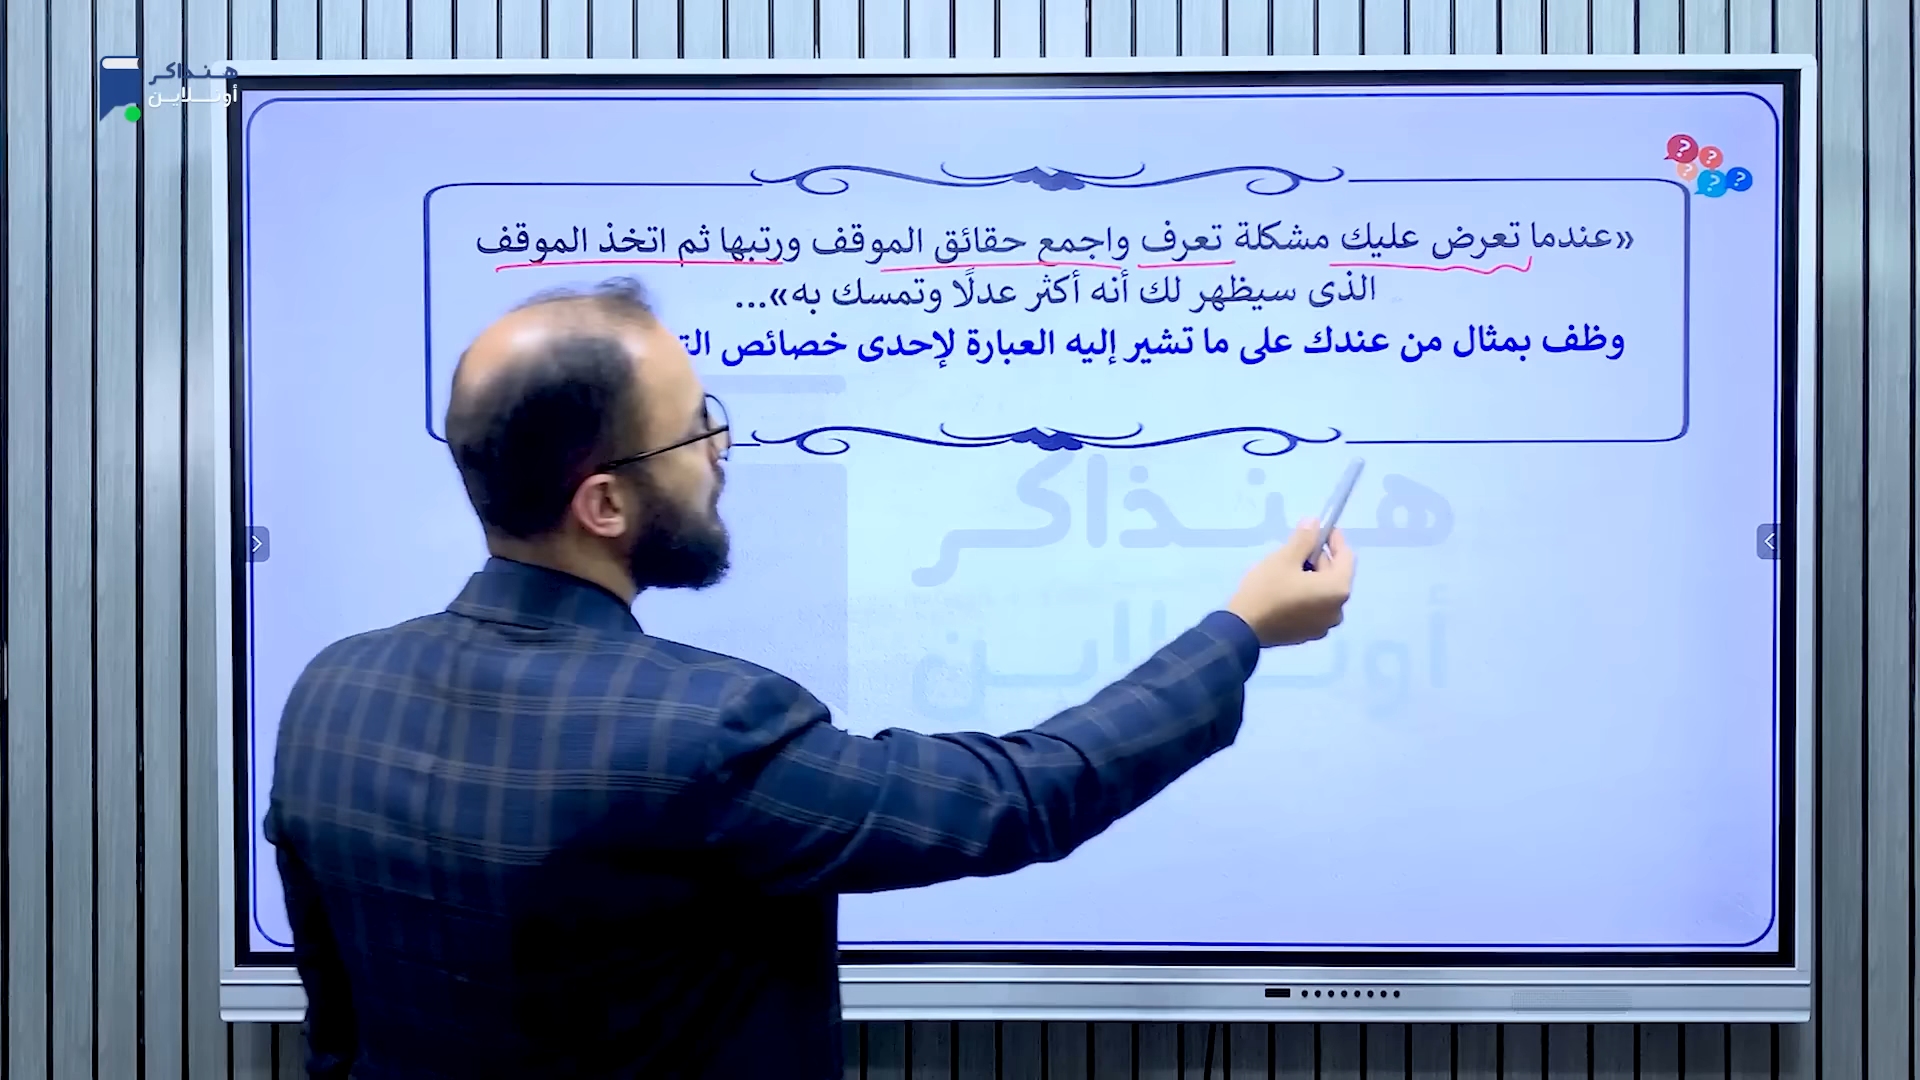 هنذاكر
أونلاين
«عندما تعرض عليك مشكلة تعرف واجمع حقائق الموقف ورتبها ثم اتخذ الموقف
الذى سيظهر لك أنه أكثر عدلًا وتمسك به»...
وظف بمثال من عندك على ما تشير إليه العبارة لإحدى خصائص
هنذاكر
أونلاين